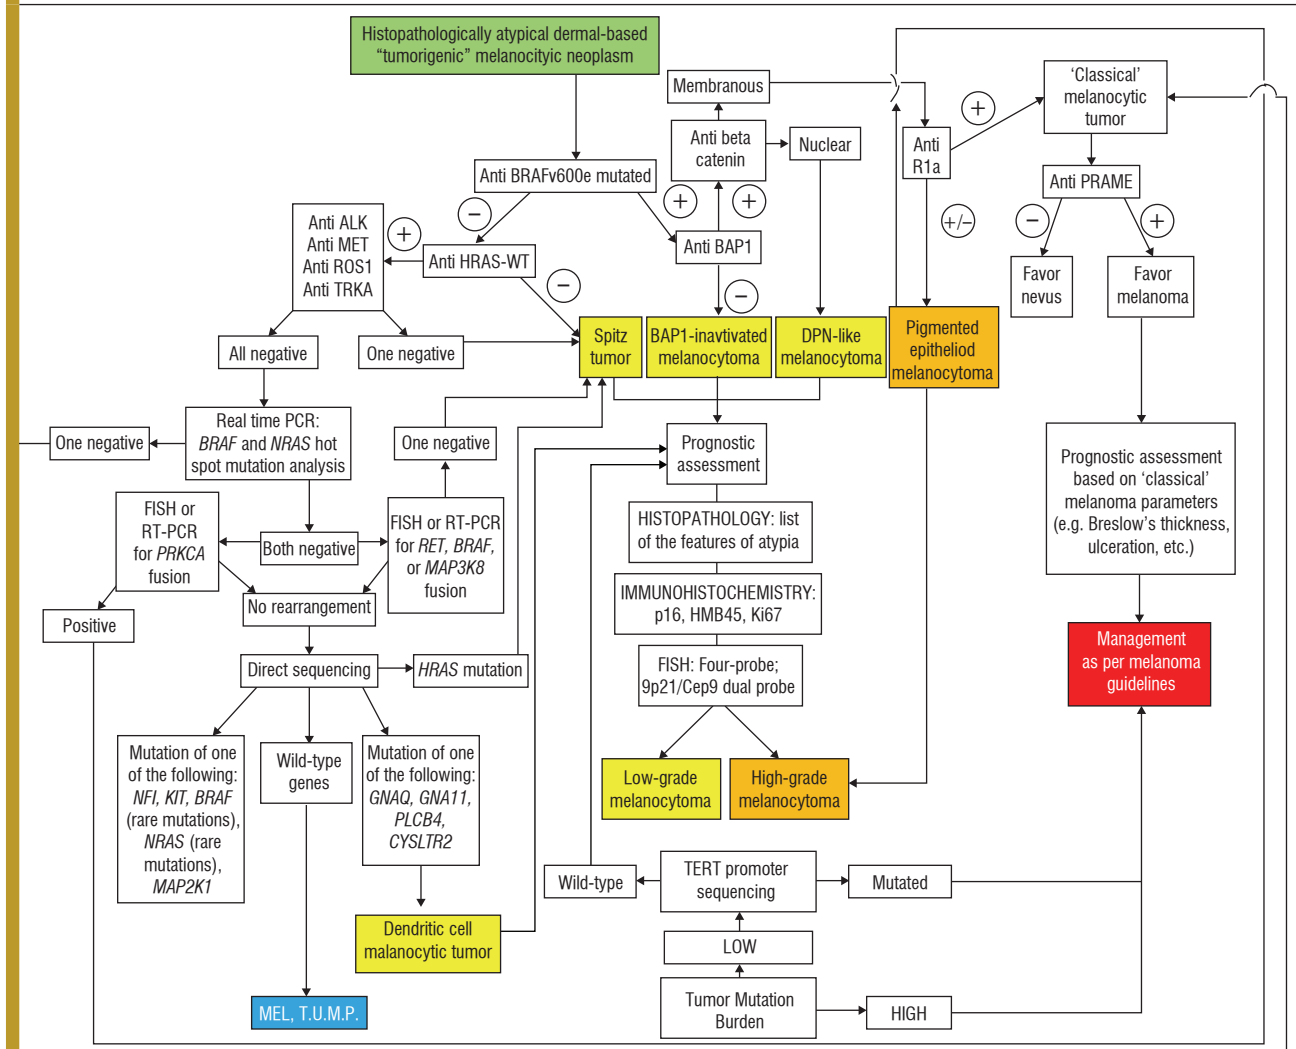 Histopathologically atypical dermal-based
“tumorigenic” melanocityic neoplasm
Membranous
‘Classical’
melanocytic
tumor
Anti beta
catenin
Nuclear
Anti
R1a
+
Anti BRAFv600e mutated
Anti PRAME
−
+
+
+/−
−
+
Anti ALK
Anti MET
Anti ROS1
Anti TRKA
+
Anti HRAS-WT
Anti BAP1
−
−
Favor
nevus
Favor
melanoma
All negative
One negative
Spitz
tumor
BAP1-inavtivated
melanocytoma
DPN-like
melanocytoma
Pigmented
epitheliod
melanocytoma
One negative
Real time PCR:
BRAF and NRAS hot
spot mutation analysis
One negative
Prognostic
assessment
Prognostic assessment
based on ‘classical’
melanoma parameters
(e.g. Breslow’s thickness,
ulceration, etc.)
FISH or
RT-PCR
for PRKCA
fusion
Both negative
FISH or RT-PCR
for RET, BRAF,
or MAP3K8
fusion
HISTOPATHOLOGY: list
of the features of atypia
No rearrangement
IMMUNOHISTOCHEMISTRY:
p16, HMB45, Ki67
Positive
Direct sequencing
HRAS mutation
FISH: Four-probe;
9p21/Cep9 dual probe
Management
as per melanoma
guidelines
Mutation of one
of the following:
NFI, KIT, BRAF
(rare mutations),
NRAS (rare
mutations),
MAP2K1
Wild-type
genes
Mutation of one
of the following:
GNAQ, GNA11,
PLCB4,
CYSLTR2
Low-grade
melanocytoma
High-grade
melanocytoma
Wild-type
TERT promoter
sequencing
Mutated
Dendritic cell
malanocytic tumor
LOW
MEL, T.U.M.P.
Tumor Mutation
Burden
HIGH